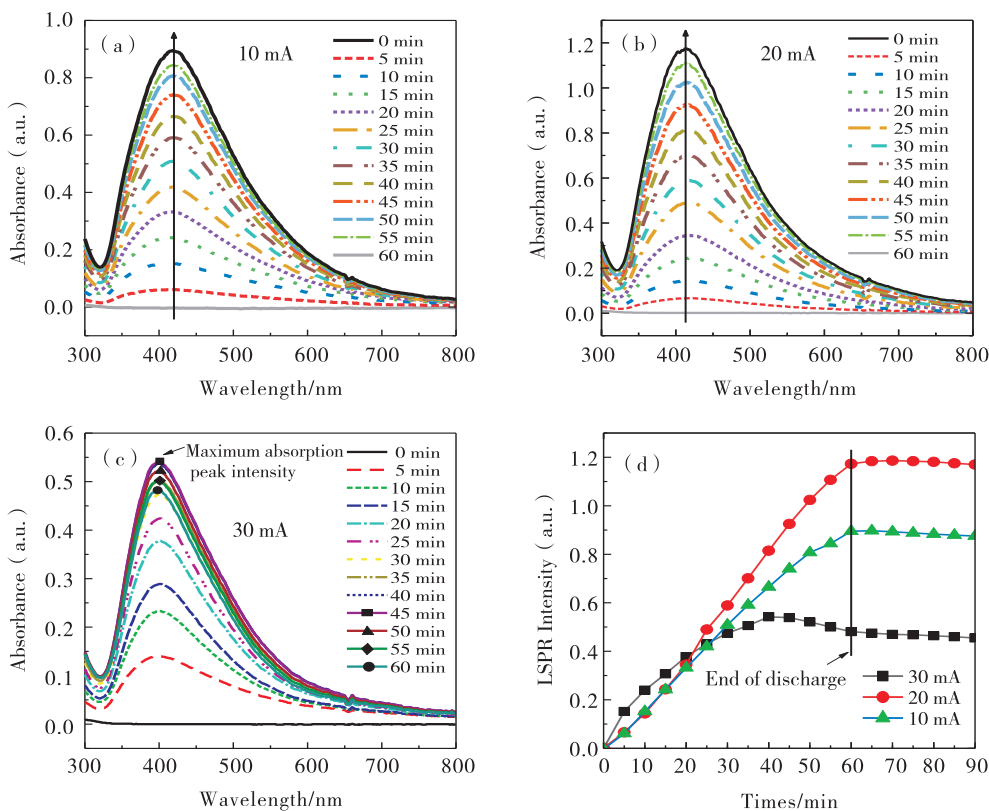 (a)
10 mA
0 min
5 min
10 min
15 min
20 min
25 min
30 min
35 min
40 min
45 min
50 min
55 min
60 min
1.0
0.8
0.6
0.4
0.2
0.0
Absorbance (a.u.)
300 400 500 600 700 800
Wavelength/nm
(b)
20 mA
0 min
5 min
10 min
15 min
20 min
25 min
30 min
35 min
40 min
45 min
50 min
55 min
60 min
1.2
1.0
0.8
0.6
0.4
0.2
0.0
Absorbance (a.u.)
300 400 500 600 700 800
Wavelength/nm
(c)
Maximum absorption
peak intensity
30 mA
0 min
5 min
10 min
15 min
20 min
25 min
30 min
35 min
40 min
45 min
50 min
55 min
60 min
0.6
0.5
0.4
0.3
0.2
0.1
0.0
Absorbance (a.u.)
300 400 500 600 700 800
Wavelength/nm
(d)
End of discharge
30 mA
20 mA
10 mA
1.2
1.0
0.8
0.6
0.4
0.2
0.0
LSPR Intensity (a.u.)
0 10 20 30 40 50 60 70 80 90
Times/min